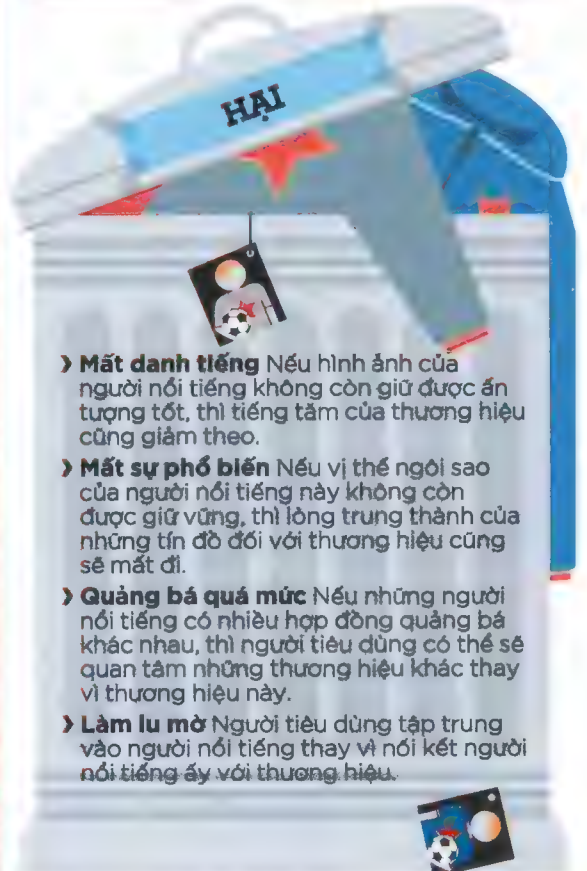 HẠI
› Mất danh tiếng Nếu hình ảnh của
người nổi tiếng không còn giữ được ấn
tượng tốt, thì tiếng tăm của thương hiệu
cũng giảm theo.
› Mất sự phổ biến Nếu vị thế ngôi sao
của người nổi tiếng này không còn
được giữ vững, thì lòng trung thành của
những tín đồ đối với thương hiệu cũng
sẽ mất đi.
› Quảng bá quá mức Nếu những người
nổi tiếng có nhiều hợp đồng quảng bá
khác nhau, thì người tiêu dùng có thể sẽ
quan tâm những thương hiệu khác thay
vì thương hiệu này.
› Làm lu mờ Người tiêu dùng tập trung
vào người nổi tiếng thay vì nối kết người
nổi tiếng ấy với thương hiệu.